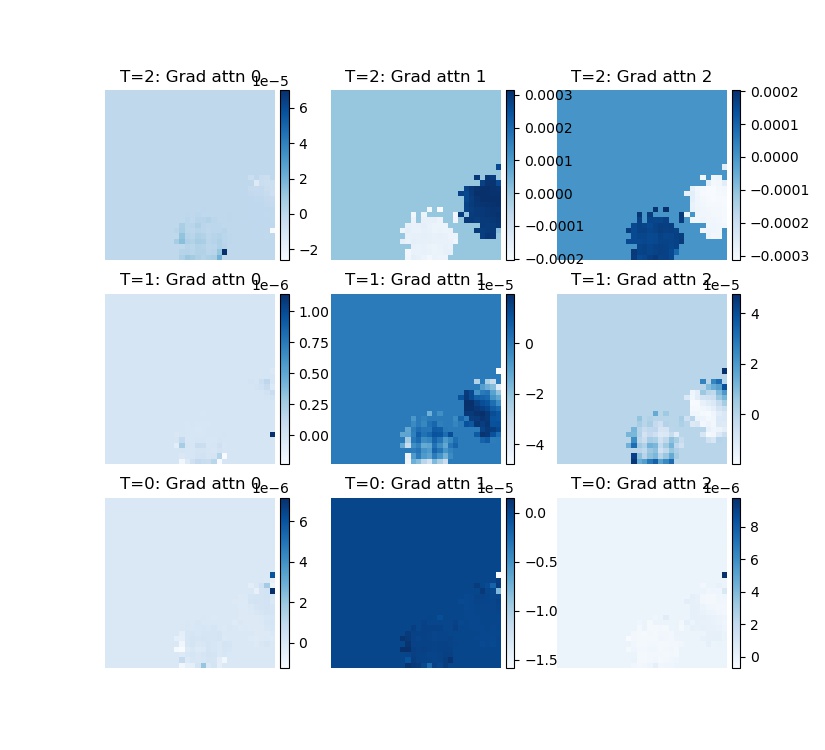 T=2: Grad attn 0
1e−5
6
4
2
0
−2
T=2: Grad attn 1
0.0003
0.0002
0.0001
0.0000
−0.0001
−0.0002
T=2: Grad attn 2
0.0002
0.0001
0.0000
−0.0001
−0.0002
−0.0003
T=1: Grad attn 0
1e−6
1.00
0.75
0.50
0.25
0.00
T=1: Grad attn 1
1e−5
0
−2
−4
T=1: Grad attn 2
1e−5
4
2
0
T=0: Grad attn 0
1e−6
6
4
2
0
T=0: Grad attn 1
1e−5
0.0
−0.5
−1.0
−1.5
T=0: Grad attn 2
1e−6
8
6
4
2
0